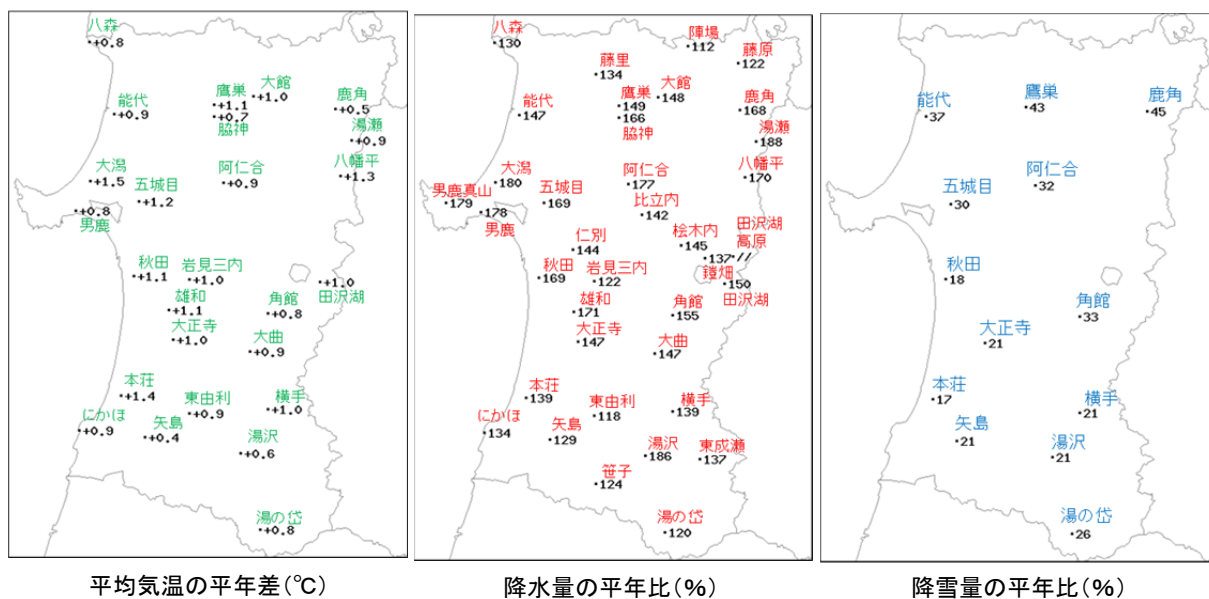 八森
+0.8
能代
+0.9
鷹巣
+1.1
+0.7
脇神
大館
+1.0
鹿角
+0.5
湯瀬
+0.9
八幡平
+1.3
大潟
+1.5
五城目
+1.2
阿仁合
+0.9
+0.8
男鹿
秋田
+1.1
岩見三内
+1.0
+1.0
田沢湖
雄和
+1.1
角館
+0.8
大正寺
+1.0
大曲
+0.9
本荘
+1.4
東由利
+0.9
横手
+1.0
にかほ
+0.9
矢島
+0.4
湯沢
+0.6
湯の岱
+0.8
平均気温の平年差(℃)
八森
130
陣場
112
藤原
122
藤里
134
能代
147
鷹巣
149
166
脇神
大館
148
鹿角
168
湯瀬
188
八幡平
170
大潟
180
五城目
169
阿仁合
177
男鹿真山
179
178
男鹿
比立内
142
仁別
144
桧木内
145
田沢湖
高原
137
//
秋田
169
岩見三内
122
鎧畑
150
田沢湖
雄和
171
角館
155
大正寺
147
大曲
147
本荘
139
東由利
118
横手
139
にかほ
134
矢島
129
湯沢
186
東成瀬
137
笹子
124
湯の岱
120
降水量の平年比(%)
能代
37
鷹巣
43
鹿角
45
五城目
30
阿仁合
32
秋田
18
角館
33
大正寺
21
本荘
17
横手
21
矢島
21
湯沢
21
湯の岱
26
降雪量の平年比(%)